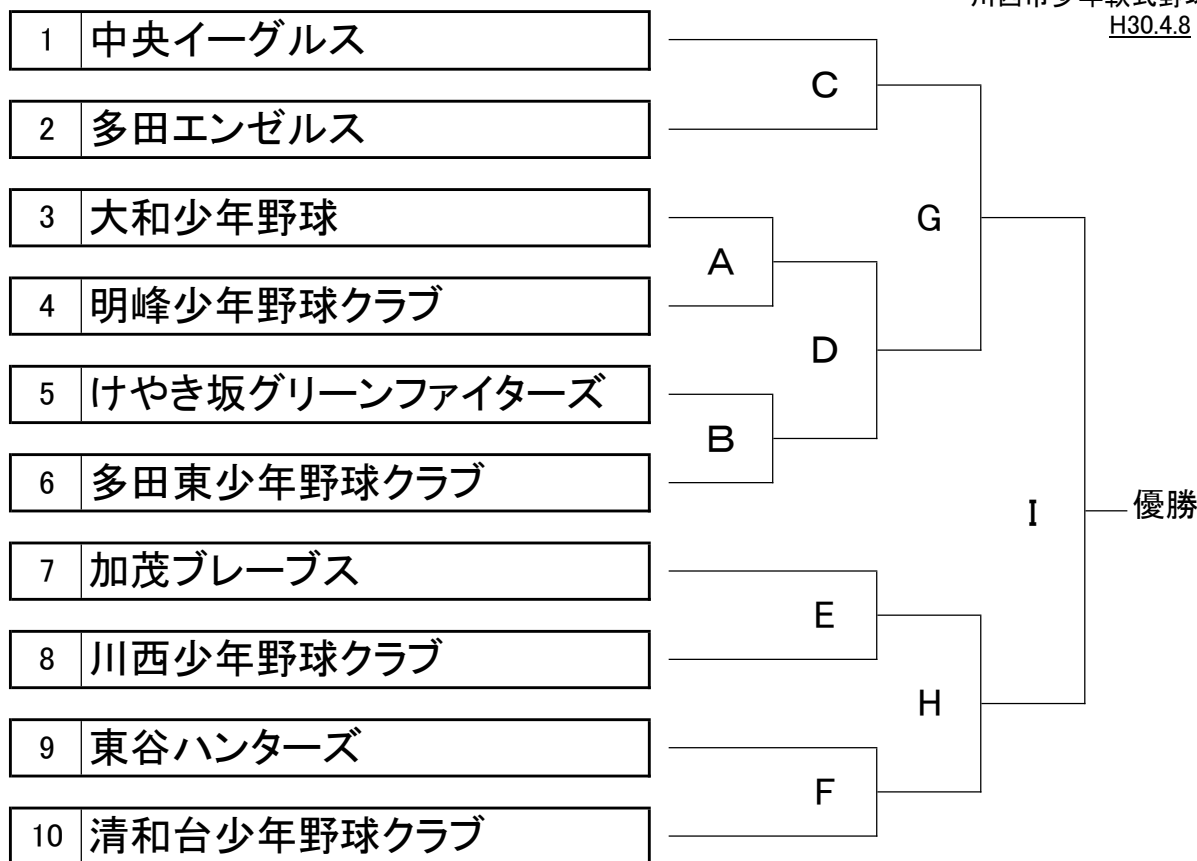 H30.4.8
1 中央イーグルス
2 多田エンゼルス
3 大和少年野球
4 明峰少年野球クラブ
5 けやき坂グリーンファイターズ
6 多田東少年野球クラブ
7 加茂ブレーブス
8 川西少年野球クラブ
9 東谷ハンターズ
10 清和台少年野球クラブ
C
G
A
D
B
I 優勝
E
H
F